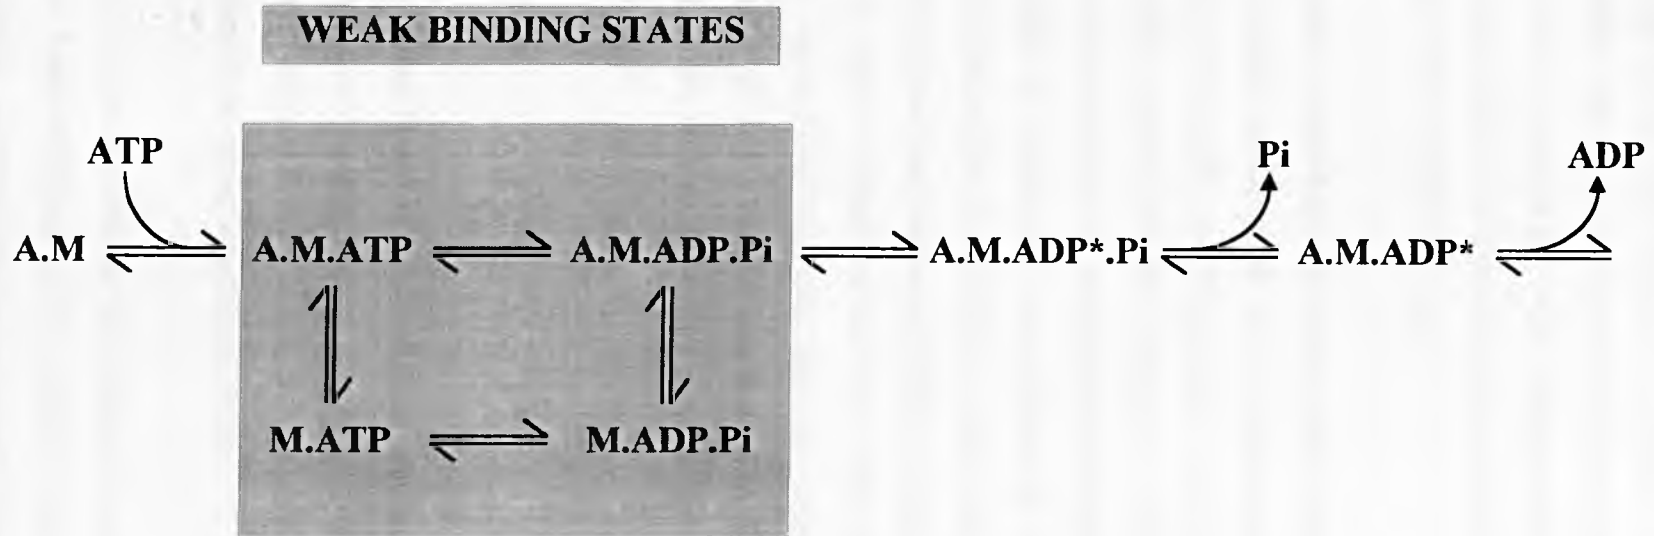 WEAK BINDING STATES
ATP Pi ADP
A.M A.M.ATP A.M.ADP.Pi A.M.ADP*.Pi A.M.ADP*
M.ATP M.ADP.Pi